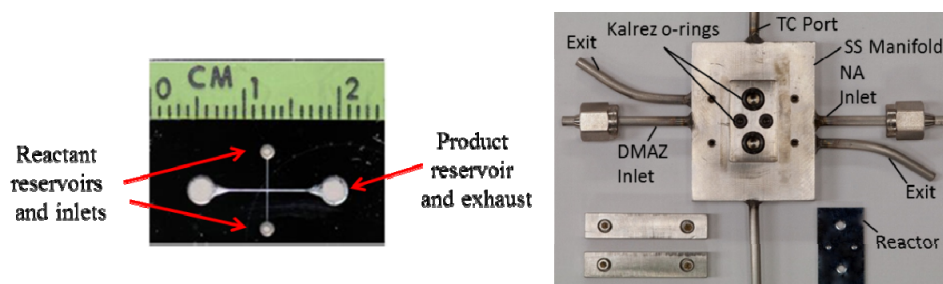 0 CM 1 2
Reactant
reservoirs
and inlets
Product
reservoir
and exhaust
Kalrez o-rings
TC Port
Exit
SS Manifold
NA
Inlet
DMAZ
Inlet
Exit
Reactor